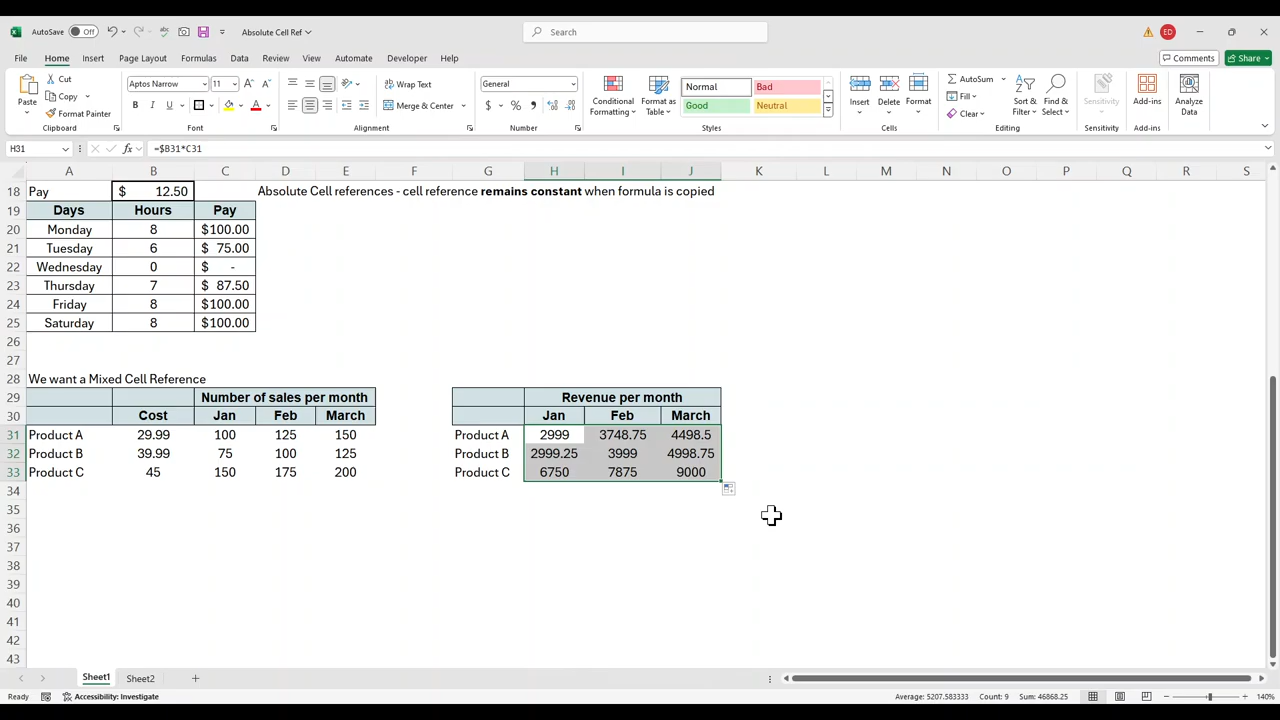 AutoSave Off Absolute Cell Ref Search ED
File Home Insert Page Layout Formulas Data Review View Automate Developer Help Comments Share
Paste Cut Copy Format Painter Clipboard
Aptos Narrow 11 A A B I U A Font
ab Wrap Text Merge & Center Alignment
General $ % 9 Number
Conditional Formatting Format as Table Normal Bad Good Neutral Styles
Insert Delete Format Cells
AutoSum Fill Clear Sort & Filter Find & Select Editing
Sensitivity Sensitivity Add-ins Add-ins Analyze Data
H31 fx =$B31*C31
A B C D E F G H I J K L M N O P Q R S
18 Pay $ 12.50 Absolute Cell references - cell reference remains constant when formula is copied
19 Days Hours Pay
20 Monday 8 $100.00
21 Tuesday 6 $ 75.00
22 Wednesday 0 $ -
23 Thursday 7 $ 87.50
24 Friday 8 $100.00
25 Saturday 8 $100.00
26
27
28 We want a Mixed Cell Reference
29 Number of sales per month Revenue per month
30 Cost Jan Feb March Jan Feb March
31 Product A 29.99 100 125 150 Product A 2999 3748.75 4498.5
32 Product B 39.99 75 100 125 Product B 2999.25 3999 4998.75
33 Product C 45 150 175 200 Product C 6750 7875 9000
34
35
36
37
38
39
40
41
42
43
Sheet1 Sheet2
Ready Accessibility: Investigate Average: 5207.583333 Count: 9 Sum: 46868.25 140%